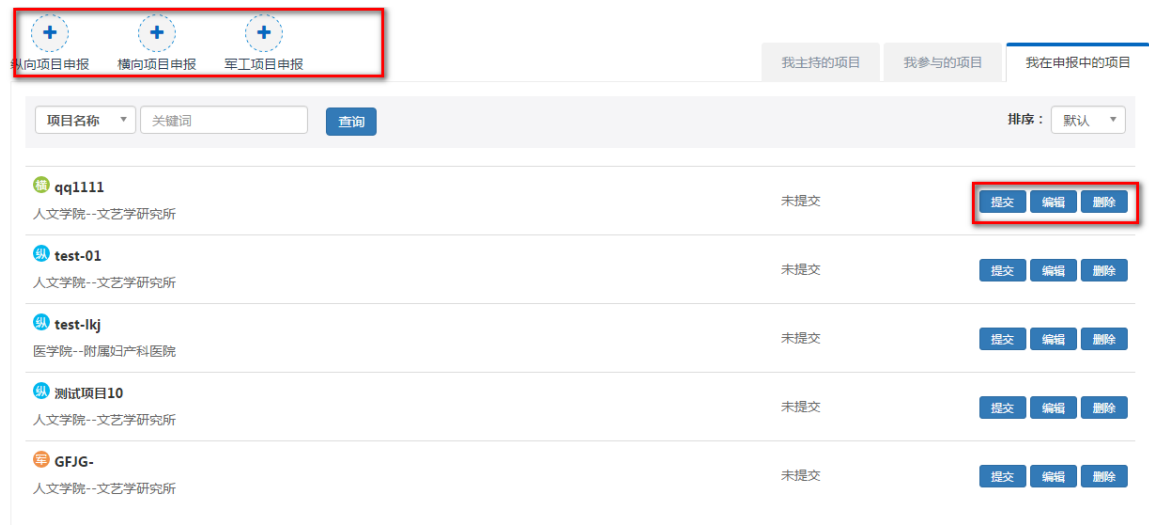 纵向项目申报 横向项目申报 军工项目申报
我主持的项目 我参与的项目 我在申报中的项目
项目名称 关键词 查询 排序： 默认
横 qq1111
人文学院--文艺学研究所 未提交 提交 编辑 删除
纵 test-01
人文学院--文艺学研究所 未提交 提交 编辑 删除
纵 test-lkj
医学院--附属妇产科医院 未提交 提交 编辑 删除
纵 测试项目10
人文学院--文艺学研究所 未提交 提交 编辑 删除
军 GFJG-
人文学院--文艺学研究所 未提交 提交 编辑 删除